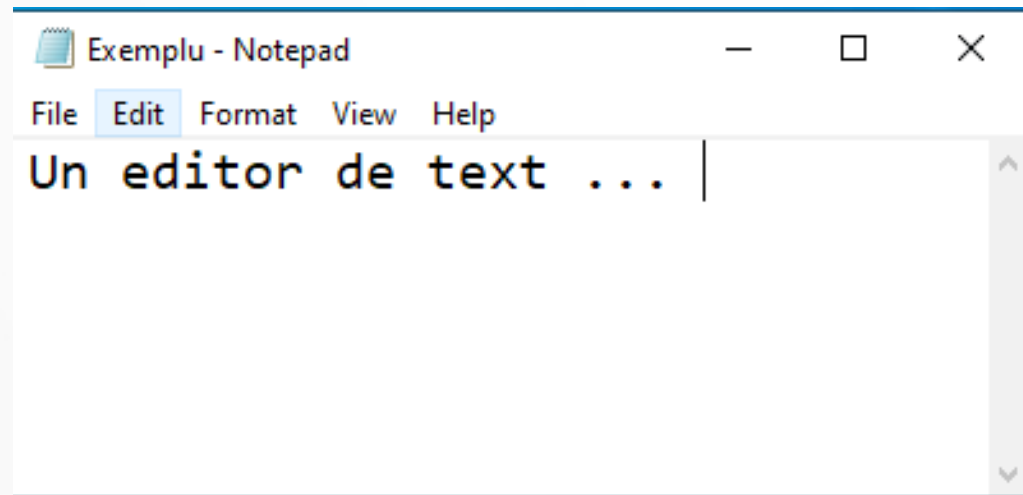 Exemplu - Notepad
File Edit Format View Help
Un editor de text ...